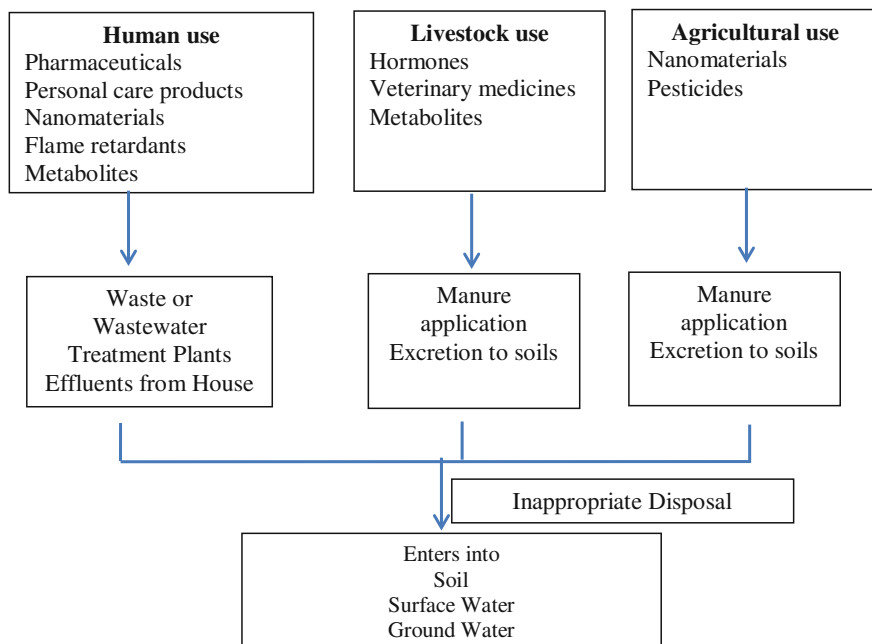 Human use
Pharmaceuticals
Personal care products
Nanomaterials
Flame retardants
Metabolites
Livestock use
Hormones
Veterinary medicines
Metabolites
Agricultural use
Nanomaterials
Pesticides
Waste or
Wastewater
Treatment Plants
Effluents from House
Manure
application
Excretion to soils
Manure
application
Excretion to soils
Inappropriate Disposal
Enters into
Soil
Surface Water
Ground Water